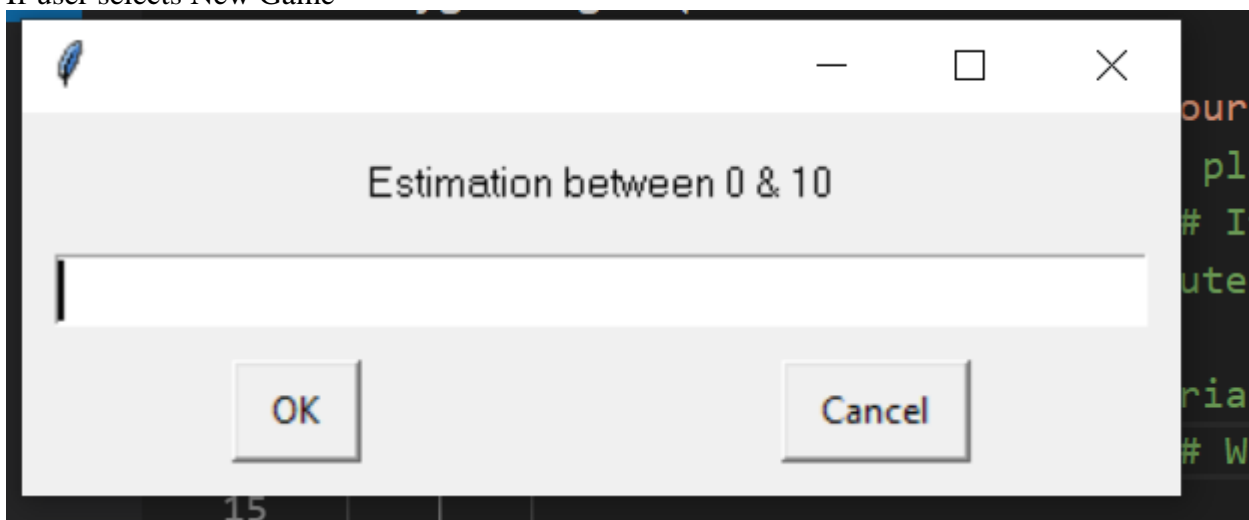 If user selects New Game
our
pl
Estimation between 0 & 10
# I
ute
OK
Cancel
ria
# W
15